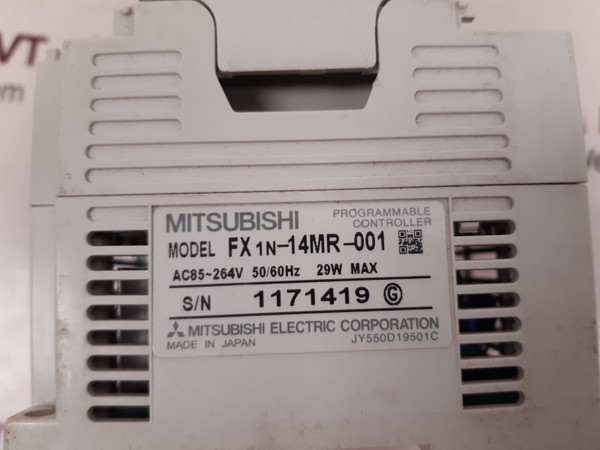 VT
MITSUBISHI
PROGRAMMABLE
CONTROLLER
MODEL FX1N-14MR-001
AC85~264V 50/60Hz 29W MAX
S/N 1171419 G
MITSUBISHI ELECTRIC CORPORATION
MADE IN JAPAN JY550D19501C